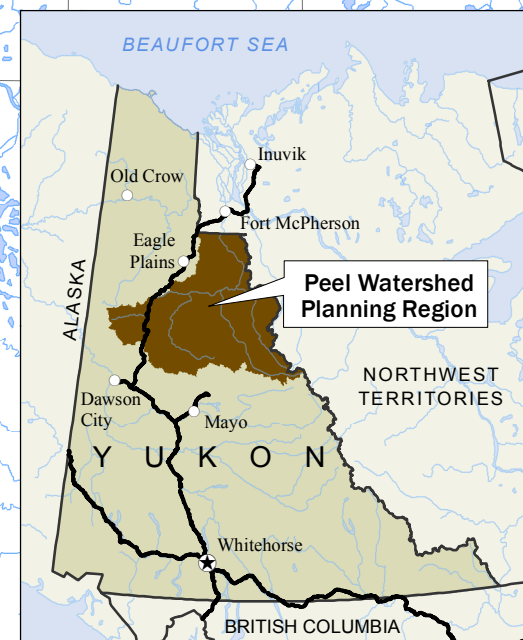 BEAUFORT SEA
Inuvik
Old Crow
Fort McPherson
Eagle
Plains
ALASKA
Peel Watershed
Planning Region
NORTHWEST
TERRITORIES
Dawson
City
Mayo
YUKON
Whitehorse
BRITISH COLUMBIA